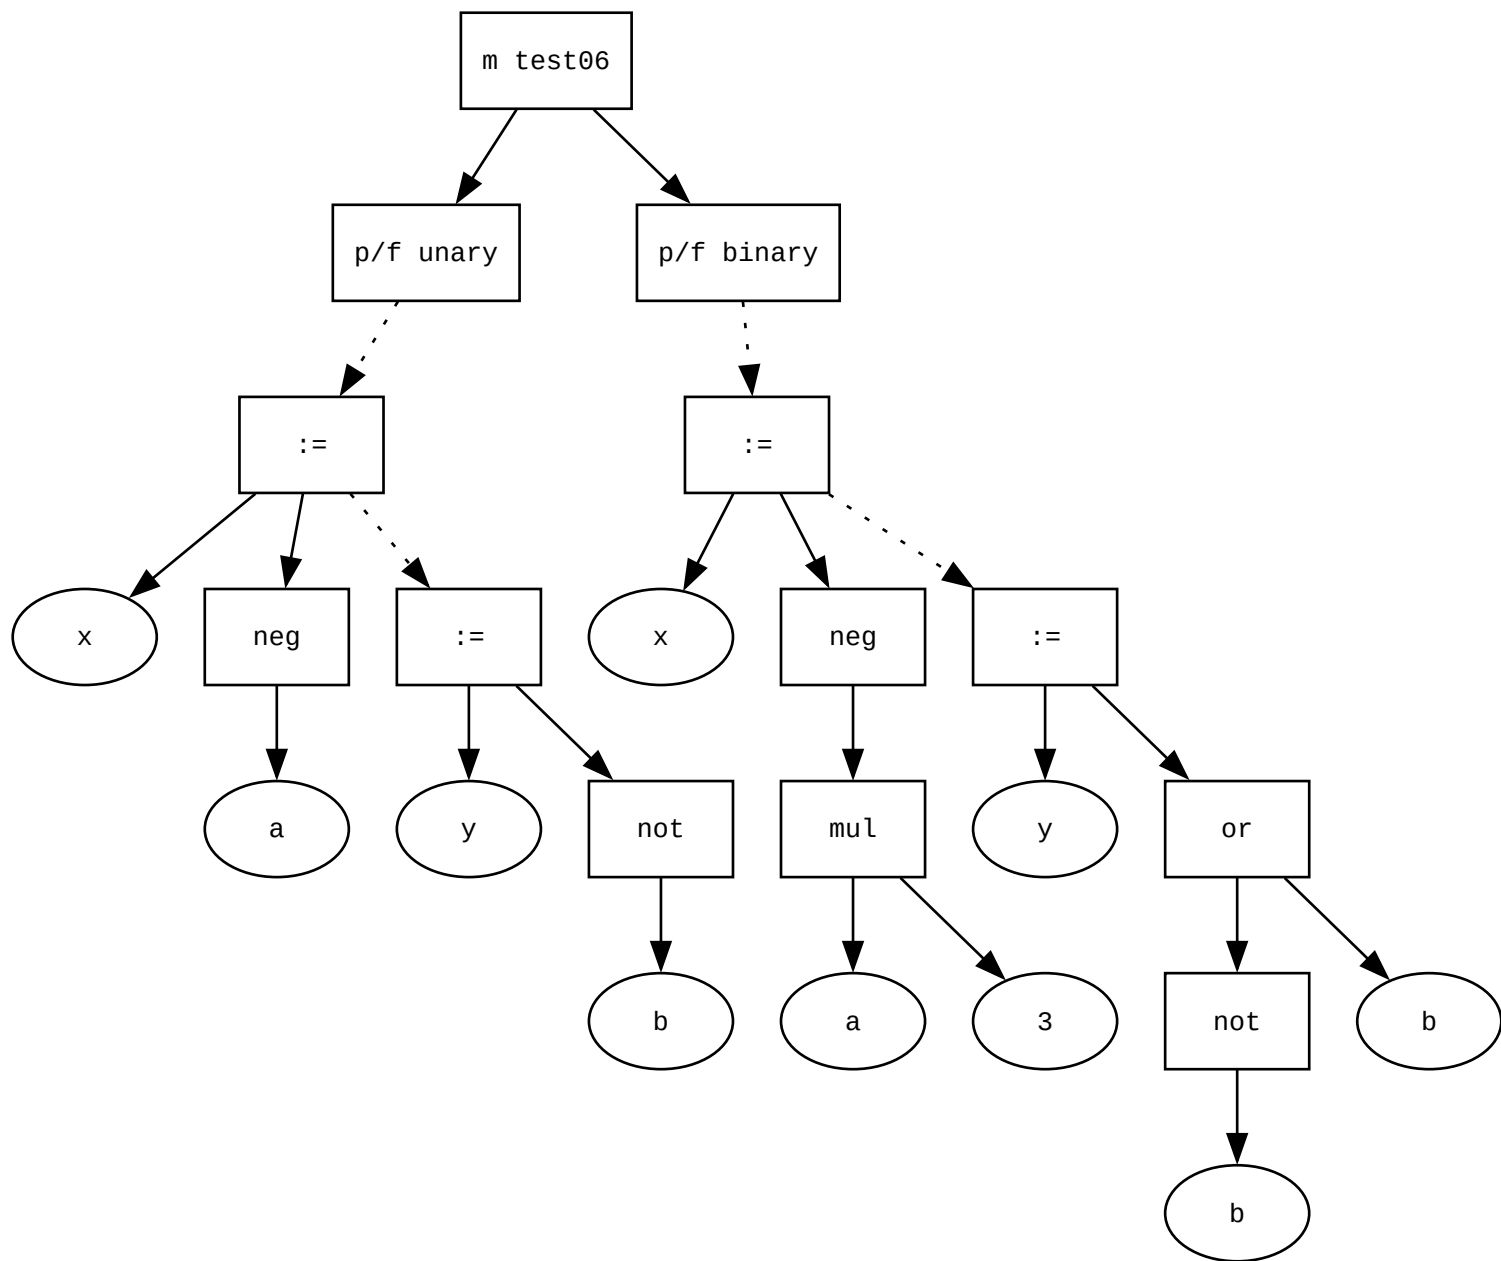 m test06
p/f unary
p/f binary
:=
:=
x
neg
:=
x
neg
:=
a
y
not
mul
y
or
b
a
3
not
b
b